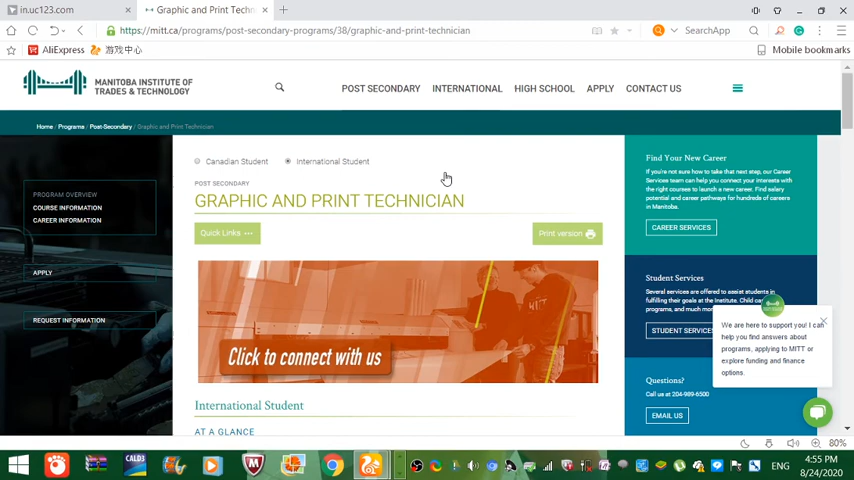 in.uc123.com
Graphic and Print Techn
https://mitt.ca/programs/post-secondary-programs/38/graphic-and-print-technician
SearchApp
AliExpress
游戏中心
Mobile bookmarks
MANITOBA INSTITUTE OF
TRADES & TECHNOLOGY
POST SECONDARY
INTERNATIONAL
HIGH SCHOOL
APPLY
CONTACT US
Home / Programs / Post-Secondary / Graphic and Print Technician
PROGRAM OVERVIEW
COURSE INFORMATION
CAREER INFORMATION
APPLY
REQUEST INFORMATION
Canadian Student
International Student
POST SECONDARY
GRAPHIC AND PRINT TECHNICIAN
Quick Links
Print version
MITT
Click to connect with us
International Student
AT A GLANCE
Find Your New Career
If you're not sure how to take that next step, our Career
Services team can help you connect your interests with
the right courses to launch a new career. Find salary
potential and career pathways for hundreds of careers in
Manitoba.
CAREER SERVICES
Student Services
Several services are offered to assist students in
fulfilling their goals at the Institute. Child ca
programs, and much mor
STUDENT SERVICES
Questions?
Call us at 204-989-6500
EMAIL US
We are here to support you! I can
help you find answers about
programs, applying to MITT or
explore funding and finance
options.
80%
CALD3
ENG
4:55 PM
8/24/2020